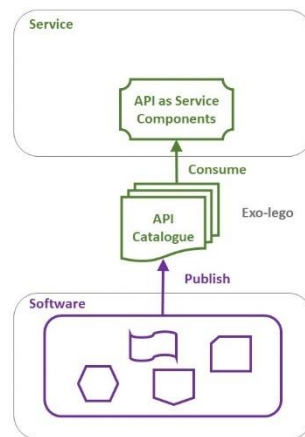 Service
API as Service
Components
Consume
API
Catalogue
Exo-lego
Publish
Software